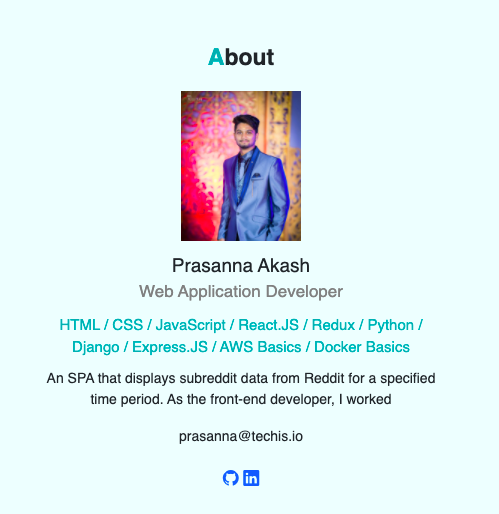 About
Prasanna Akash
Web Application Developer
HTML / CSS / JavaScript / React.JS / Redux / Python /
Django / Express.JS / AWS Basics / Docker Basics
An SPA that displays subreddit data from Reddit for a specified
time period. As the front-end developer, I worked
prasanna@techis.io